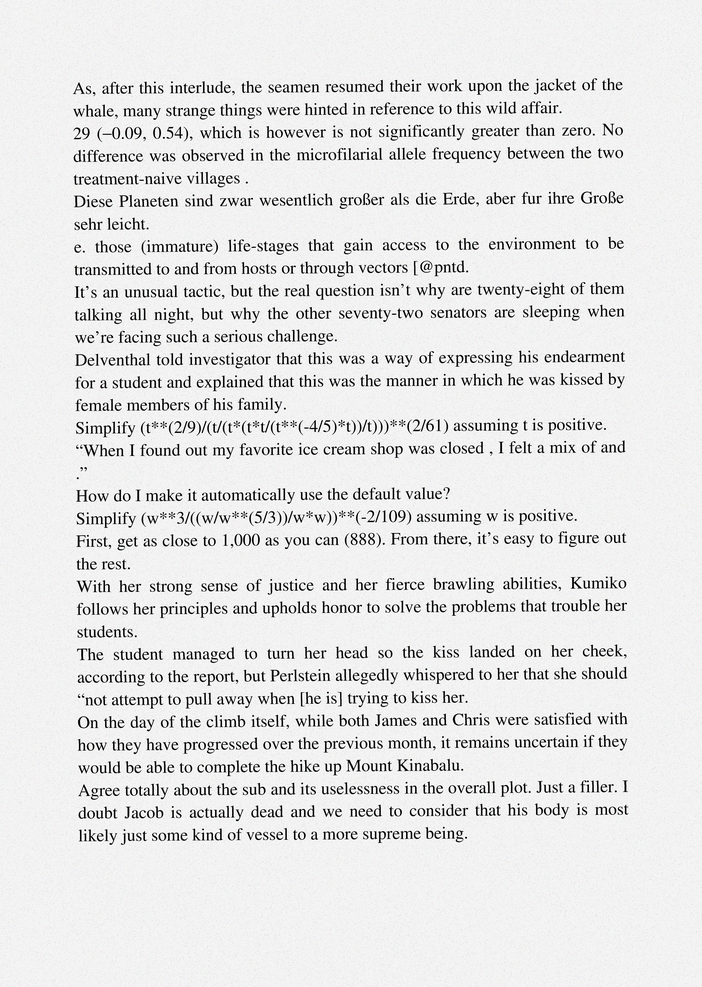 As, after this interlude, the seamen resumed their work upon the jacket of the
whale, many strange things were hinted in reference to this wild affair.
29 (−0.09, 0.54), which is however is not significantly greater than zero. No
difference was observed in the microfilarial allele frequency between the two
treatment-naive villages .
Diese Planeten sind zwar wesentlich großer als die Erde, aber fur ihre Große
sehr leicht.
e. those (immature) life-stages that gain access to the environment to be
transmitted to and from hosts or through vectors [@pntd.
It’s an unusual tactic, but the real question isn’t why are twenty-eight of them
talking all night, but why the other seventy-two senators are sleeping when
we’re facing such a serious challenge.
Delventhal told investigator that this was a way of expressing his endearment
for a student and explained that this was the manner in which he was kissed by
female members of his family.
Simplify (t**(2/9)/(t/(t*(t*t/(t**(-4/5)*t))/t)))**(2/61) assuming t is positive.
“When I found out my favorite ice cream shop was closed , I felt a mix of and
.”
How do I make it automatically use the default value?
Simplify (w**3/((w/w**(5/3))/w*w))**(-2/109) assuming w is positive.
First, get as close to 1,000 as you can (888). From there, it’s easy to figure out
the rest.
With her strong sense of justice and her fierce brawling abilities, Kumiko
follows her principles and upholds honor to solve the problems that trouble her
students.
The student managed to turn her head so the kiss landed on her cheek,
according to the report, but Perlstein allegedly whispered to her that she should
“not attempt to pull away when [he is] trying to kiss her.
On the day of the climb itself, while both James and Chris were satisfied with
how they have progressed over the previous month, it remains uncertain if they
would be able to complete the hike up Mount Kinabalu.
Agree totally about the sub and its uselessness in the overall plot. Just a filler. I
doubt Jacob is actually dead and we need to consider that his body is most
likely just some kind of vessel to a more supreme being.